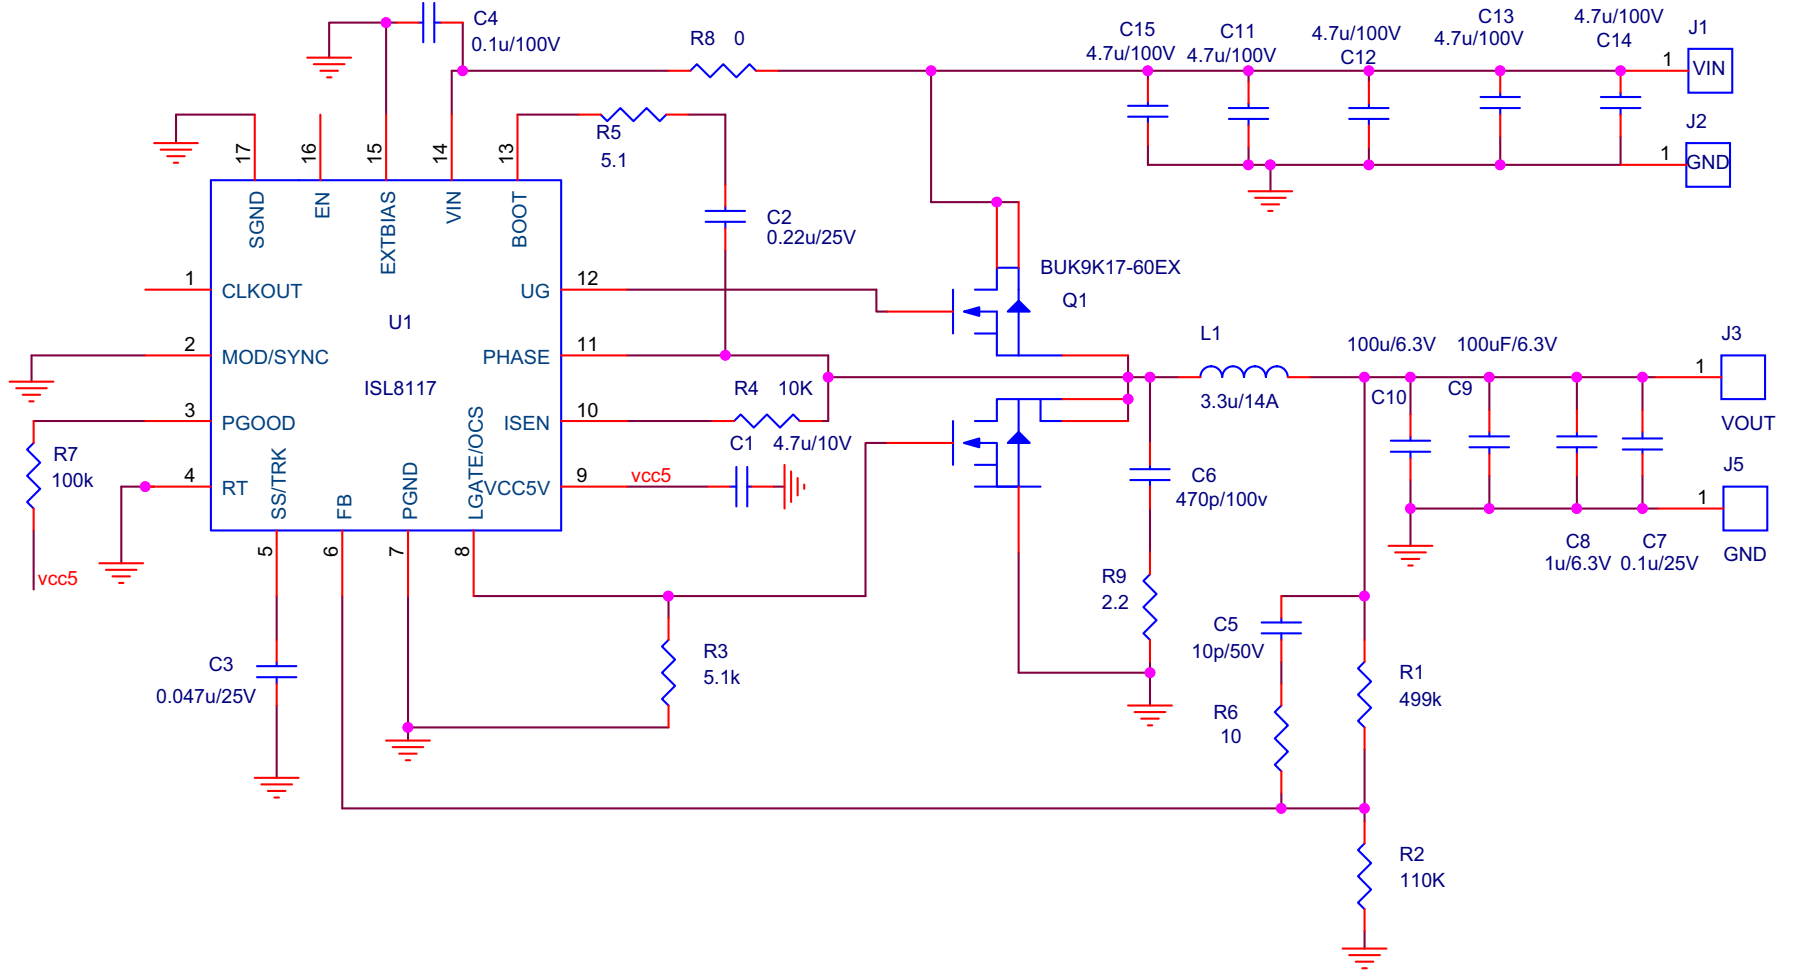 C4
0.1u/100V
R8 0
C15
4.7u/100V
C11
4.7u/100V
4.7u/100V
C12
C13
4.7u/100V
4.7u/100V
C14
J1
1
VIN
J2
1
GND
R5
5.1
17
16
15
14
13
SGND
EN
EXTBIAS
VIN
BOOT
C2
0.22u/25V
1
CLKOUT
UG
12
BUK9K17-60EX
Q1
U1
2
MOD/SYNC
PHASE
11
ISL8117
R4 10K
L1
3.3u/14A
100u/6.3V
100uF/6.3V
C10
C9
J3
1
VOUT
3
PGOOD
ISEN
10
C1 4.7u/10V
R7
100k
4
RT
VCC5V
9
vcc5
C6
470p/100v
J5
1
GND
SS/TRK
FB
PGND
LGATE/OCS
5
6
7
8
vcc5
C8
1u/6.3V
C7
0.1u/25V
R9
2.2
C5
10p/50V
C3
0.047u/25V
R3
5.1k
R1
499k
R6
10
R2
110K